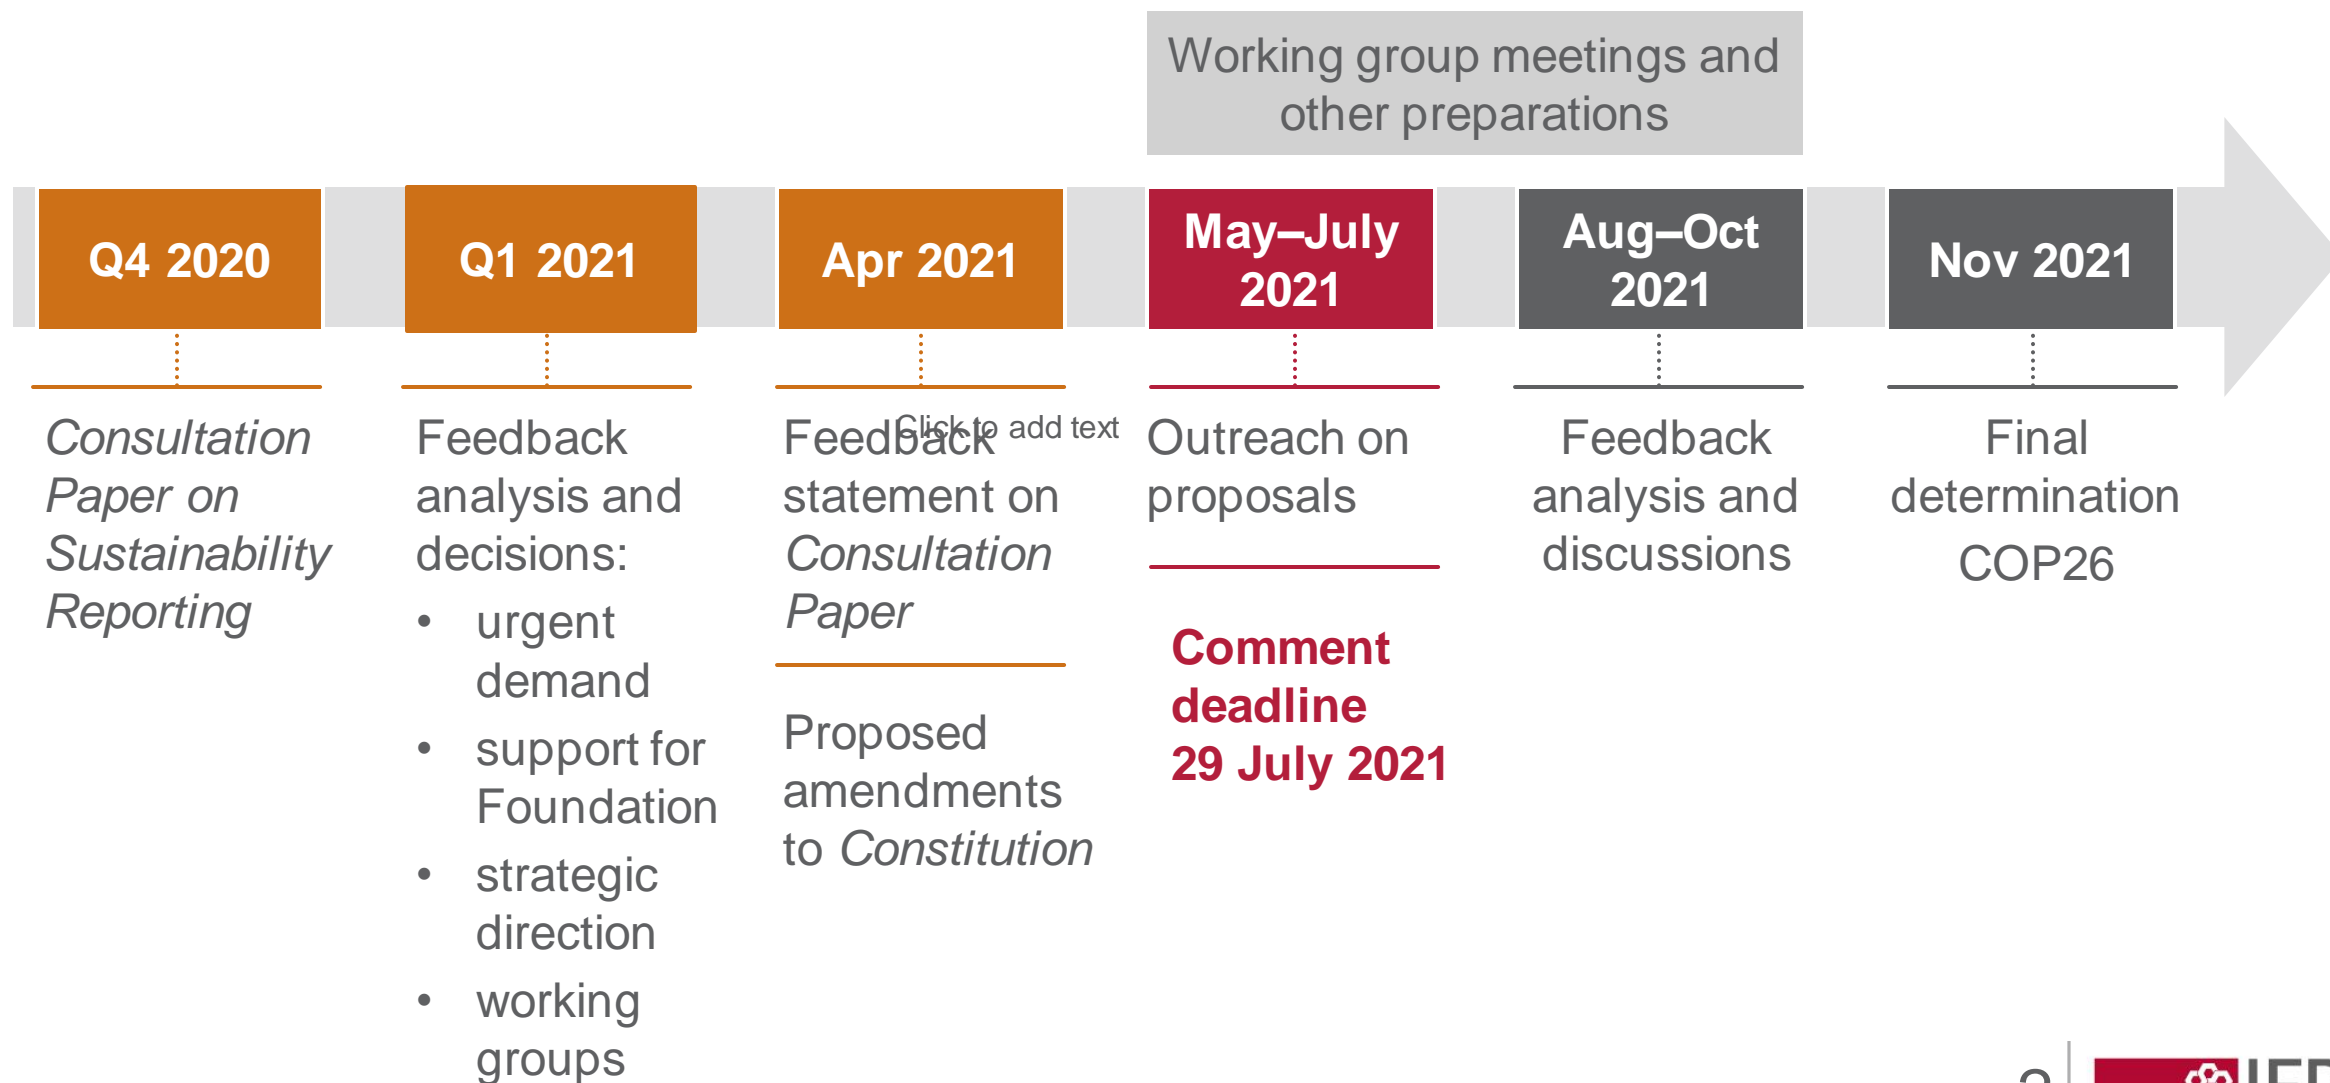 Working group meetings and
other preparations
Q4 2020
Q1 2021
Apr 2021
May–July
2021
Aug–Oct
2021
Nov 2021
Consultation
Paper on
Sustainability
Reporting
Feedback
analysis and
decisions:
• urgent
demand
• support for
Foundation
• strategic
direction
• working
groups
Feedback
statement on
Consultation
Paper
Click to add text
Proposed
amendments
to Constitution
Outreach on
proposals
Comment
deadline
29 July 2021
Feedback
analysis and
discussions
Final
determination
COP26